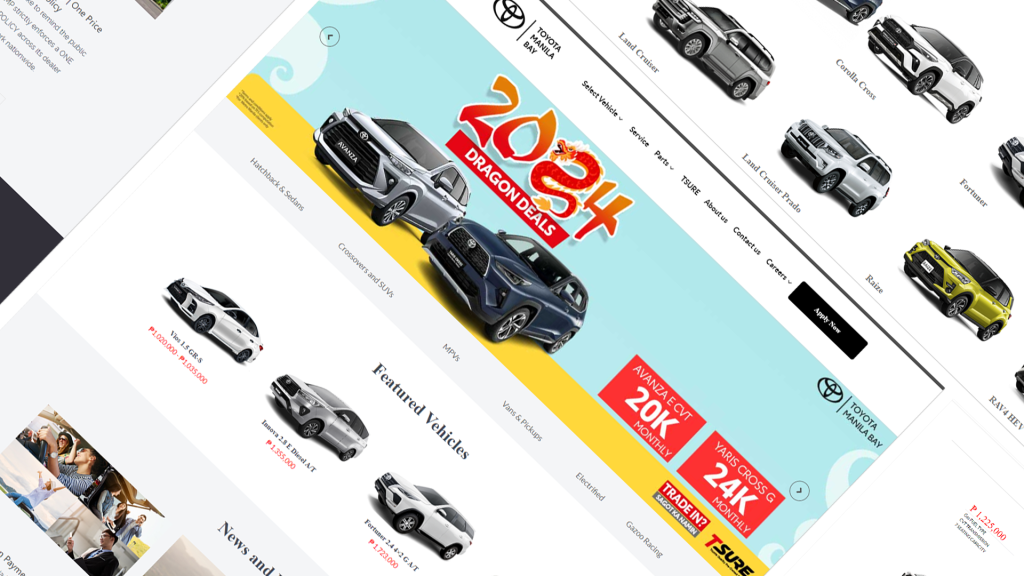 | One Price
Policy
like to remind the public
strictly enforces a ONE
POLICY across its dealer
nationwide.
TOYOTA
MANILA
BAY
Select Vehicle
Service
Parts
TSURE
About us
Contact us
Careers
Apply Now
2024
DRAGON DEALS
AVANZA
AVANZA E CVT
20K
MONTHLY
YARIS CROSS G
24K
MONTHLY
TRADE IN?
SAGOT KA NAMIN
TSURE
TOYOTA
MANILA BAY
Hatchback & Sedans
Crossovers and SUVs
MPVs
Vans & Pickups
Electrified
Gazoo Racing
Featured Vehicles
Vios 1.5 GR-S
₱1,020,000 - ₱1,035,000
Innova 2.8 E Diesel A/T
₱ 1,355,000
Fortuner 2.4 4×2 G A/T
₱ 1,723,000
News and
Land Cruiser
Corolla Cross
Land Cruiser Prado
Fortuner
Raize
RAV4 HEV
₱ 1,225,000